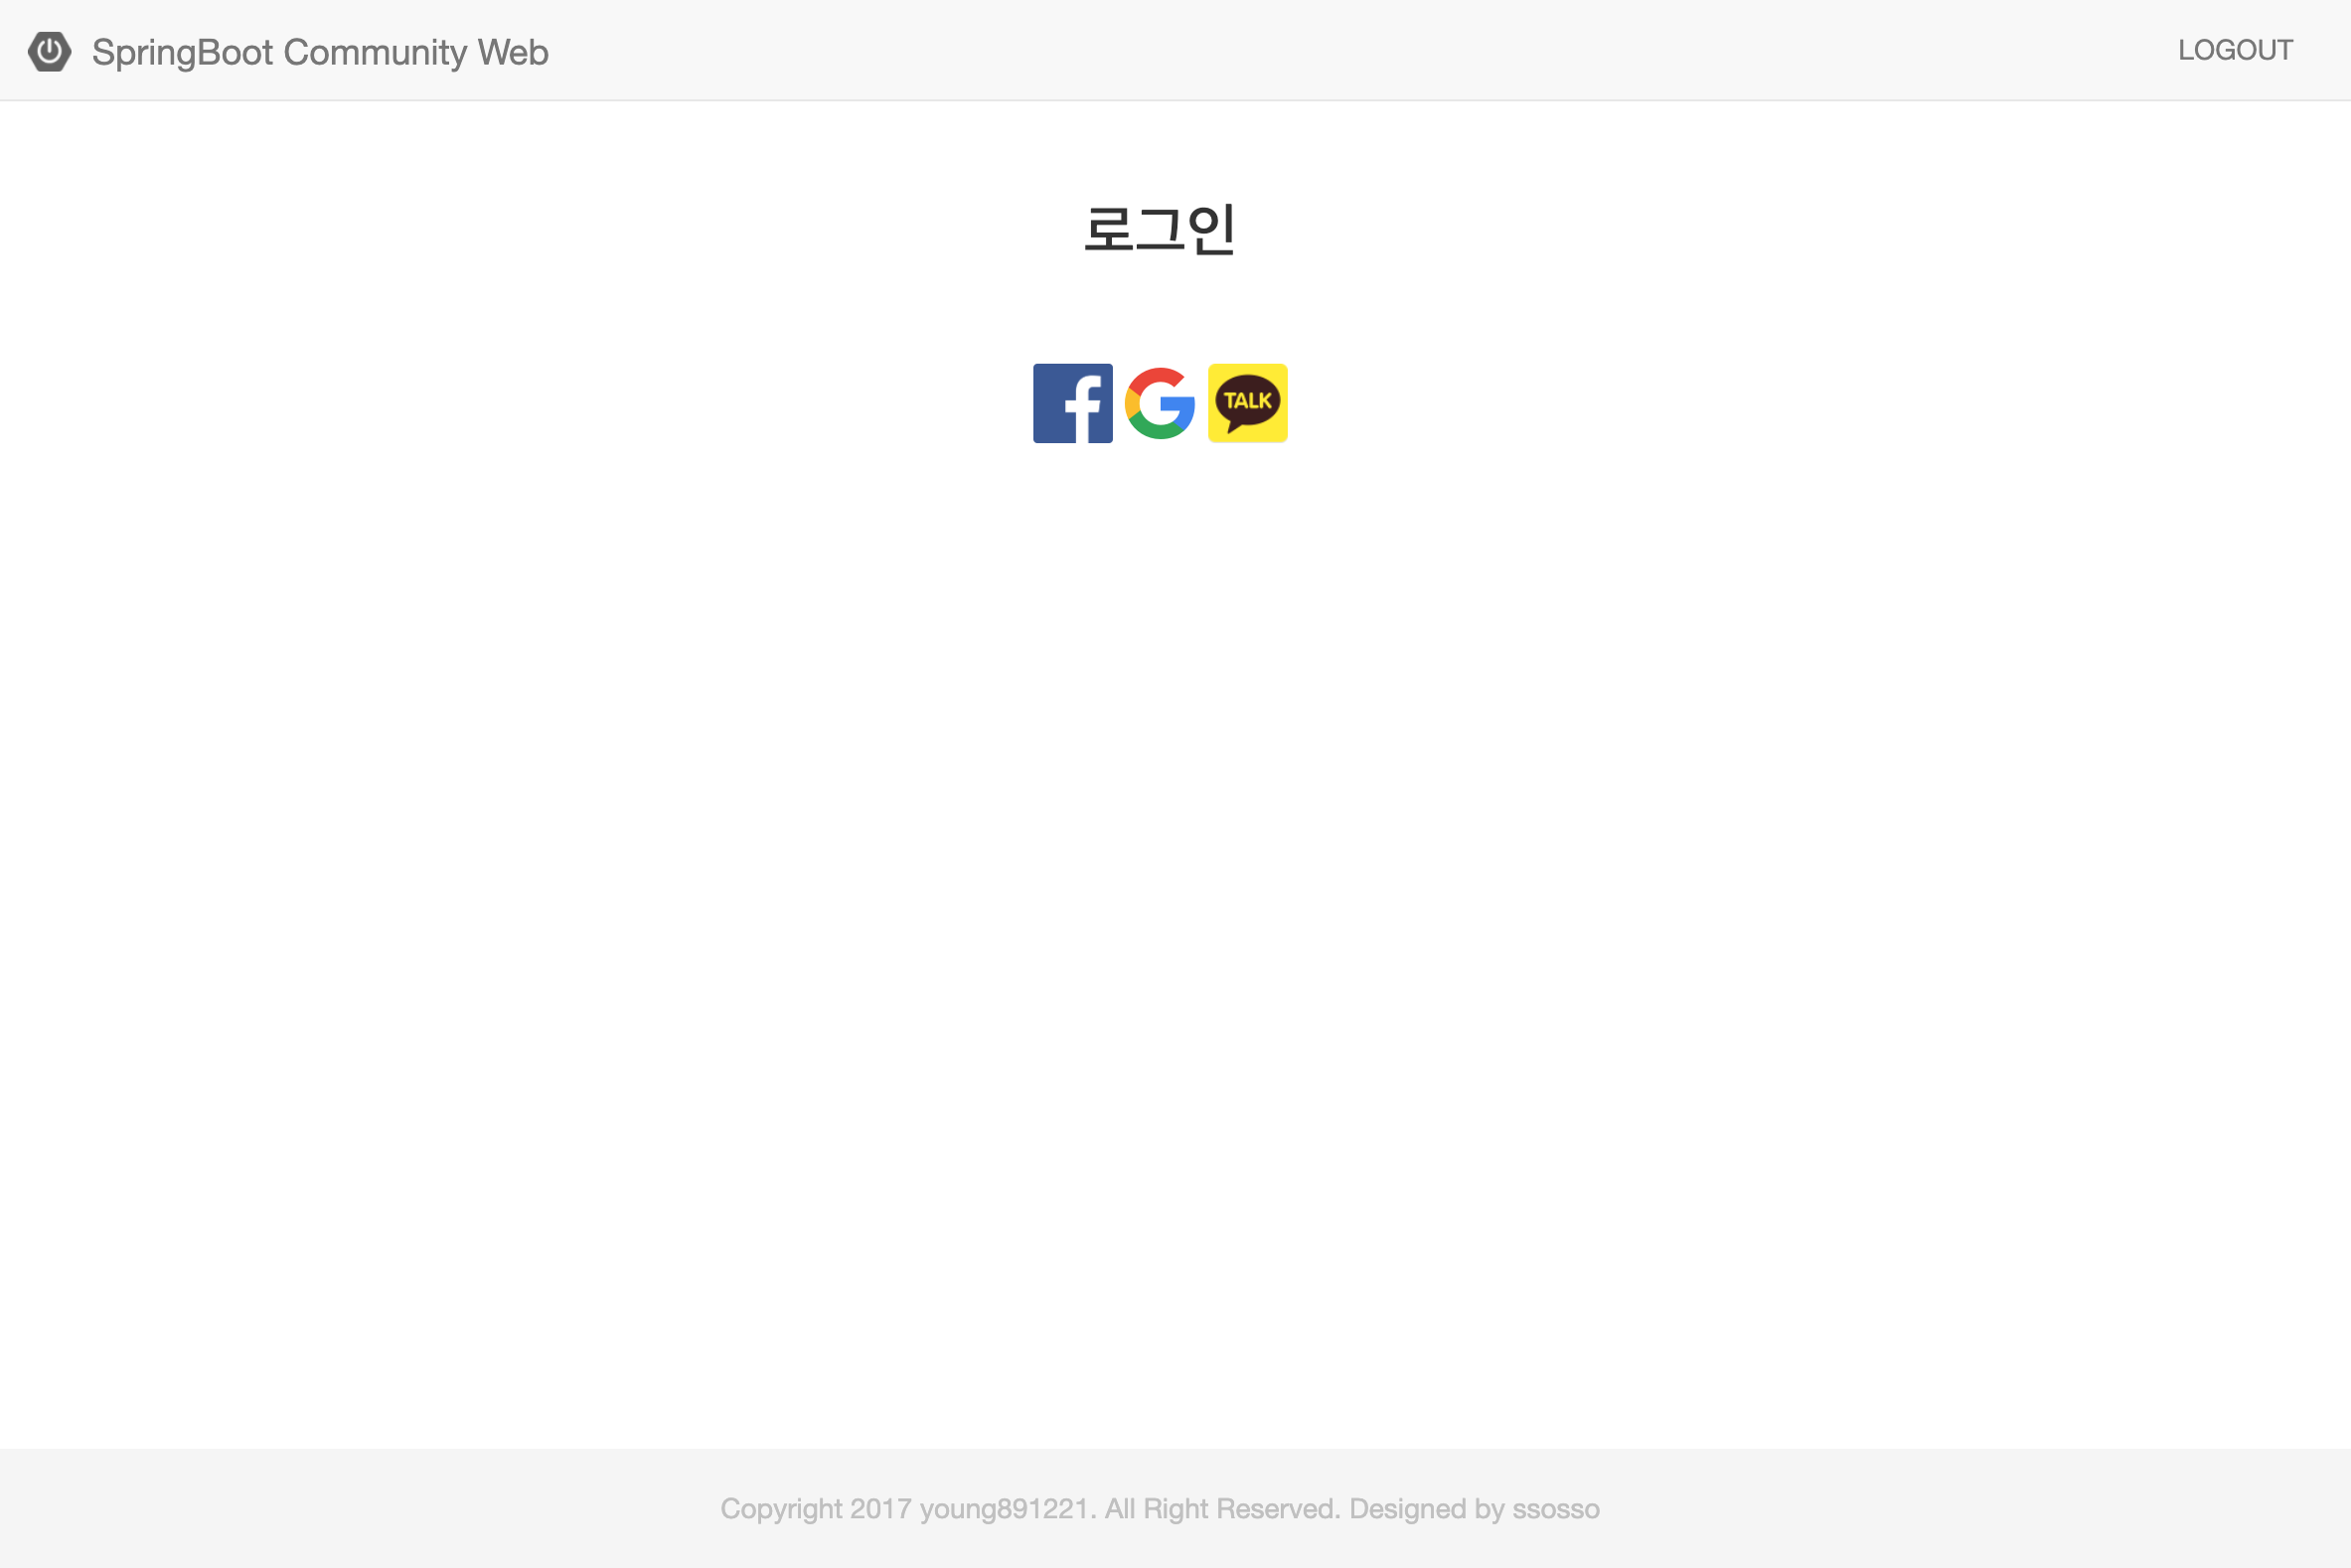 SpringBoot Community Web
LOGOUT
로그인
TALK
Copyright 2017 young891221. All Right Reserved. Designed by ssosso